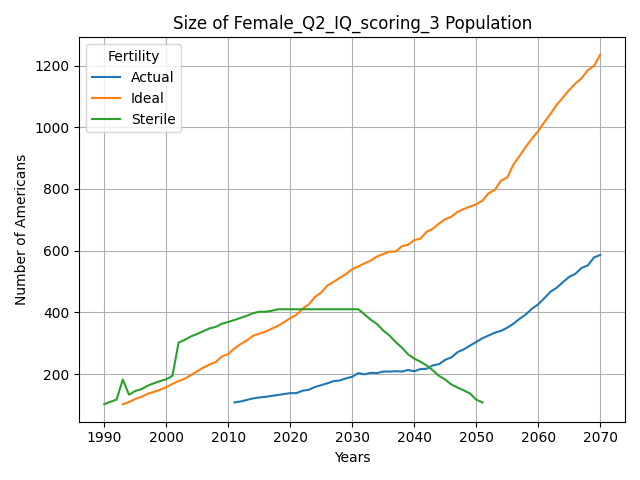 Size of Female_Q2_IQ_scoring_3 Population
Fertility
Actual
Ideal
Sterile
Number of Americans
1200
1000
800
600
400
200
1990 2000 2010 2020 2030 2040 2050 2060 2070
Years